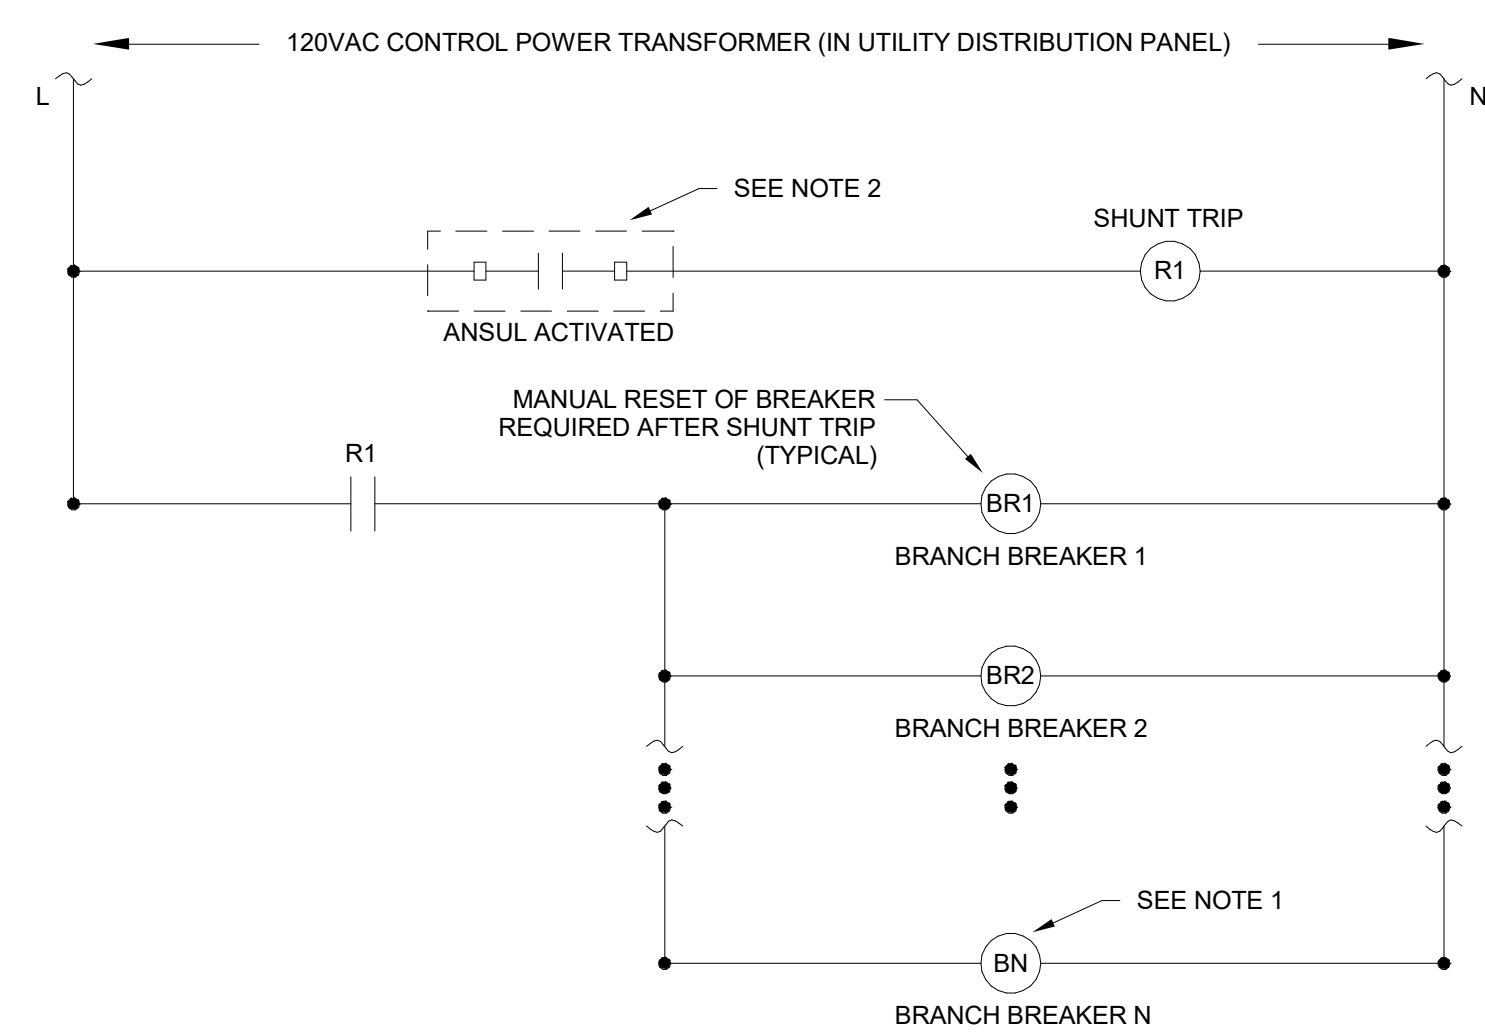 120VAC CONTROL POWER TRANSFORMER (IN UTILITY DISTRIBUTION PANEL)
L
N
SEE NOTE 2
SHUNT TRIP
R1
ANSUL ACTIVATED
MANUAL RESET OF BREAKER
REQUIRED AFTER SHUNT TRIP
(TYPICAL)
R1
BR1
BRANCH BREAKER 1
BR2
BRANCH BREAKER 2
SEE NOTE 1
BN
BRANCH BREAKER N